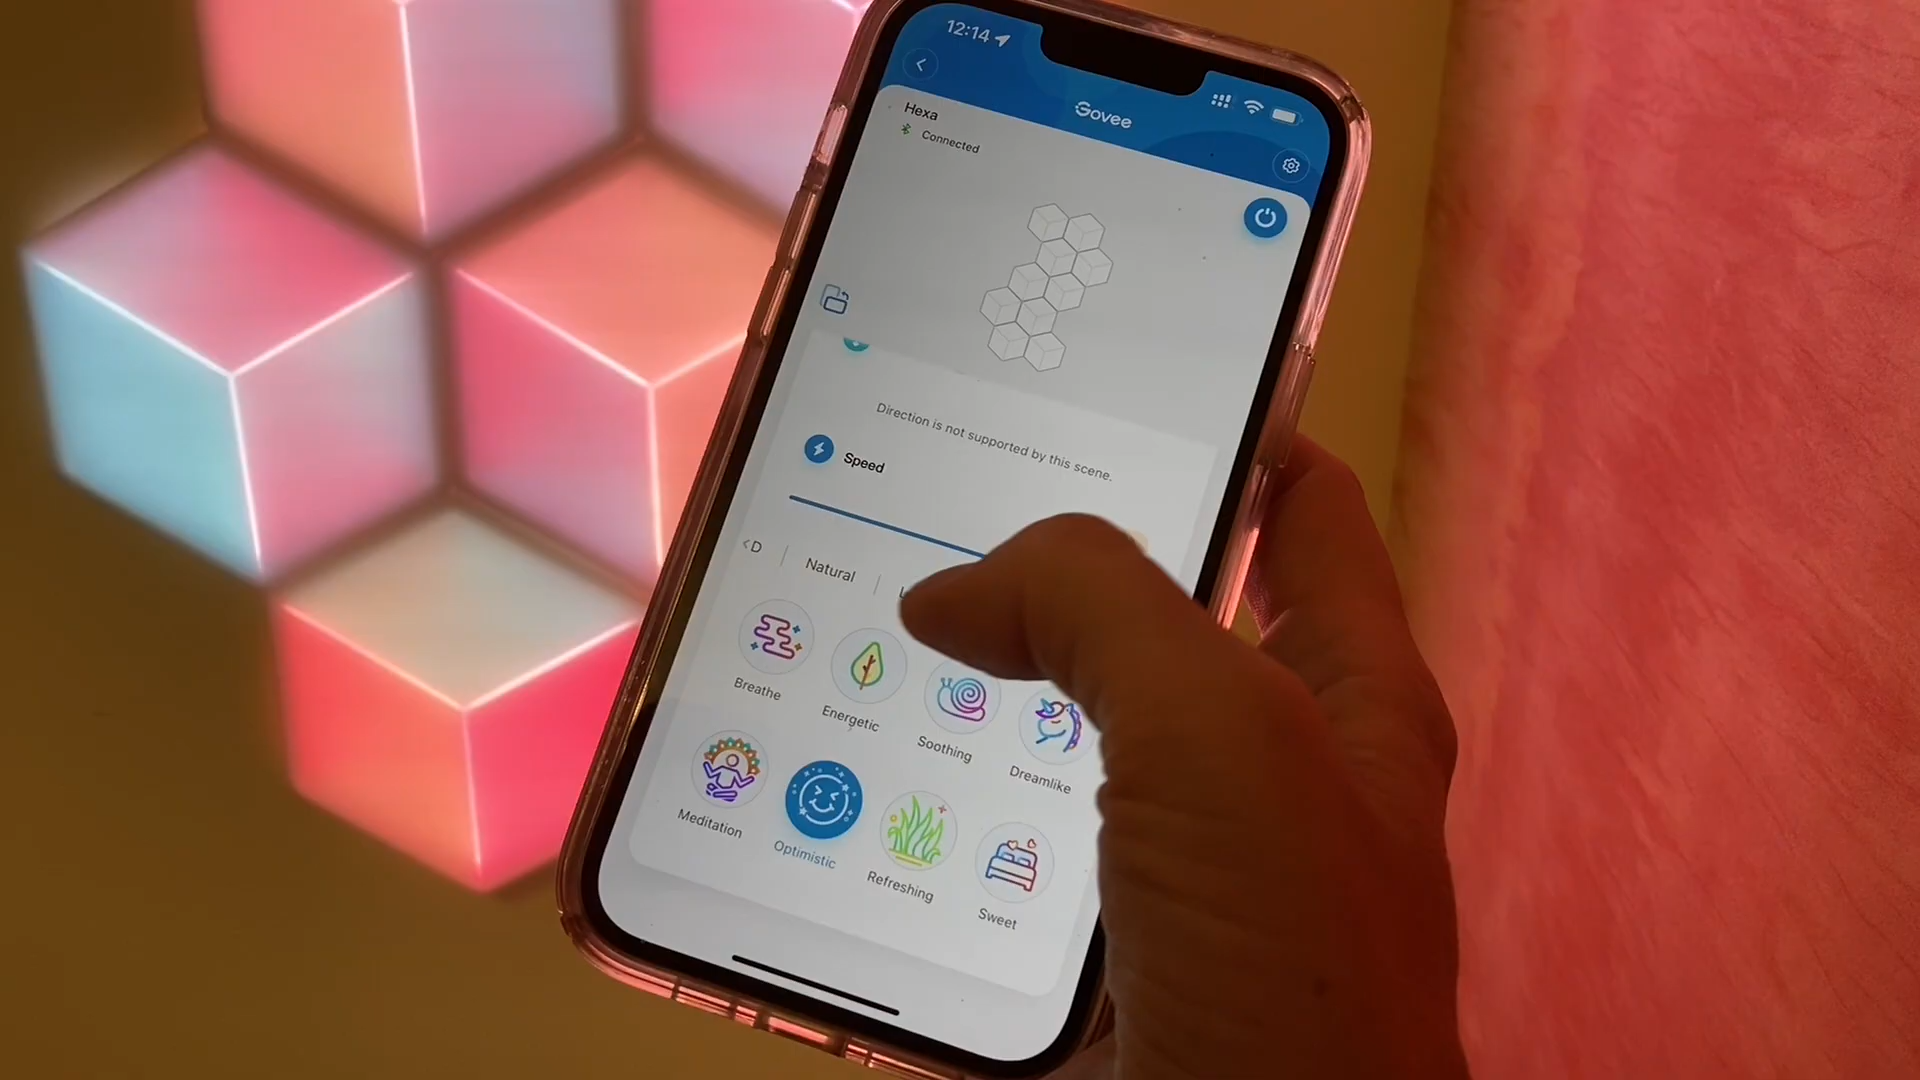 12:14
Govee
Hexa
Connected
Direction is not supported by this scene.
Speed
<D
Natural
Breathe
Energetic
Soothing
Dreamlike
Meditation
Optimistic
Refreshing
Sweet